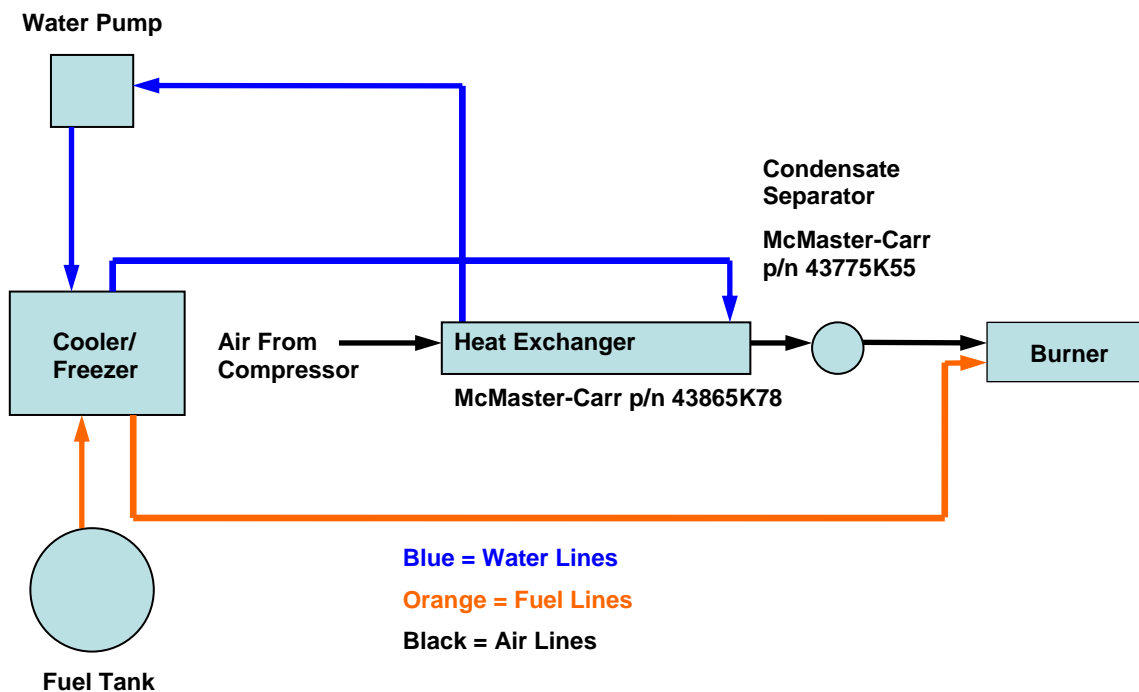 Water Pump
Condensate
Separator
McMaster-Carr
p/n 43775K55
Cooler/
Freezer
Air From
Compressor
Heat Exchanger
McMaster-Carr p/n 43865K78
Burner
Blue = Water Lines
Orange = Fuel Lines
Black = Air Lines
Fuel Tank